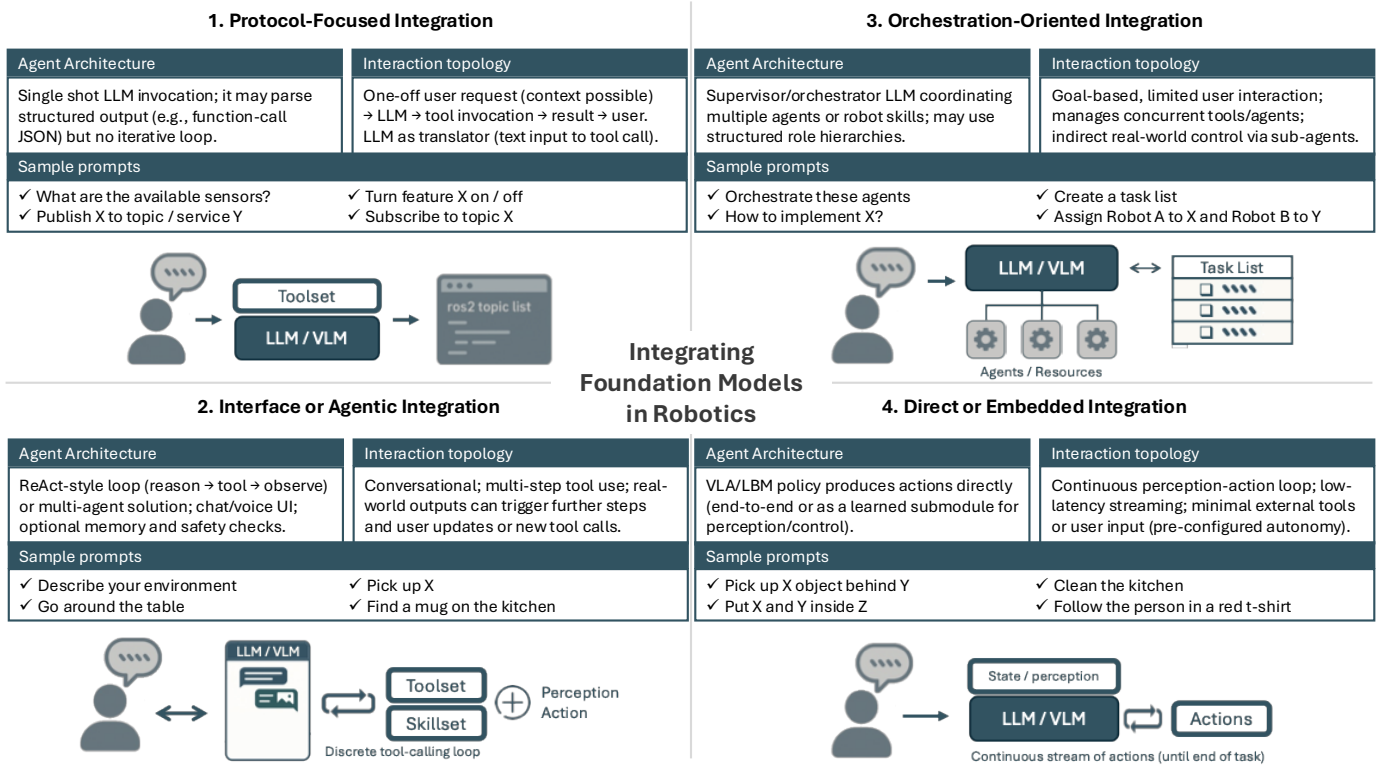 1. Protocol-Focused Integration
Agent Architecture
Single shot LLM invocation; it may parse
structured output (e.g., function-call
JSON) but no iterative loop.
Interaction topology
One-off user request (context possible)
→ LLM → tool invocation → result → user.
LLM as translator (text input to tool call).
Sample prompts
✓ What are the available sensors?
✓ Publish X to topic / service Y
✓ Turn feature X on / off
✓ Subscribe to topic X
Toolset
LLM / VLM
ros2 topic list
3. Orchestration-Oriented Integration
Agent Architecture
Supervisor/orchestrator LLM coordinating
multiple agents or robot skills; may use
structured role hierarchies.
Interaction topology
Goal-based, limited user interaction;
manages concurrent tools/agents;
indirect real-world control via sub-agents.
Sample prompts
✓ Orchestrate these agents
✓ How to implement X?
✓ Create a task list
✓ Assign Robot A to X and Robot B to Y
LLM / VLM
Task List
Agents / Resources
Integrating
Foundation Models
in Robotics
2. Interface or Agentic Integration
Agent Architecture
ReAct-style loop (reason → tool → observe)
or multi-agent solution; chat/voice UI;
optional memory and safety checks.
Interaction topology
Conversational; multi-step tool use; real-
world outputs can trigger further steps
and user updates or new tool calls.
Sample prompts
✓ Describe your environment
✓ Go around the table
✓ Pick up X
✓ Find a mug on the kitchen
LLM / VLM
Toolset
Skillset
Perception
Action
Discrete tool-calling loop
4. Direct or Embedded Integration
Agent Architecture
VLA/LBM policy produces actions directly
(end-to-end or as a learned submodule for
perception/control).
Interaction topology
Continuous perception-action loop; low-
latency streaming; minimal external tools
or user input (pre-configured autonomy).
Sample prompts
✓ Pick up X object behind Y
✓ Put X and Y inside Z
✓ Clean the kitchen
✓ Follow the person in a red t-shirt
State / perception
LLM / VLM
Actions
Continuous stream of actions (until end of task)